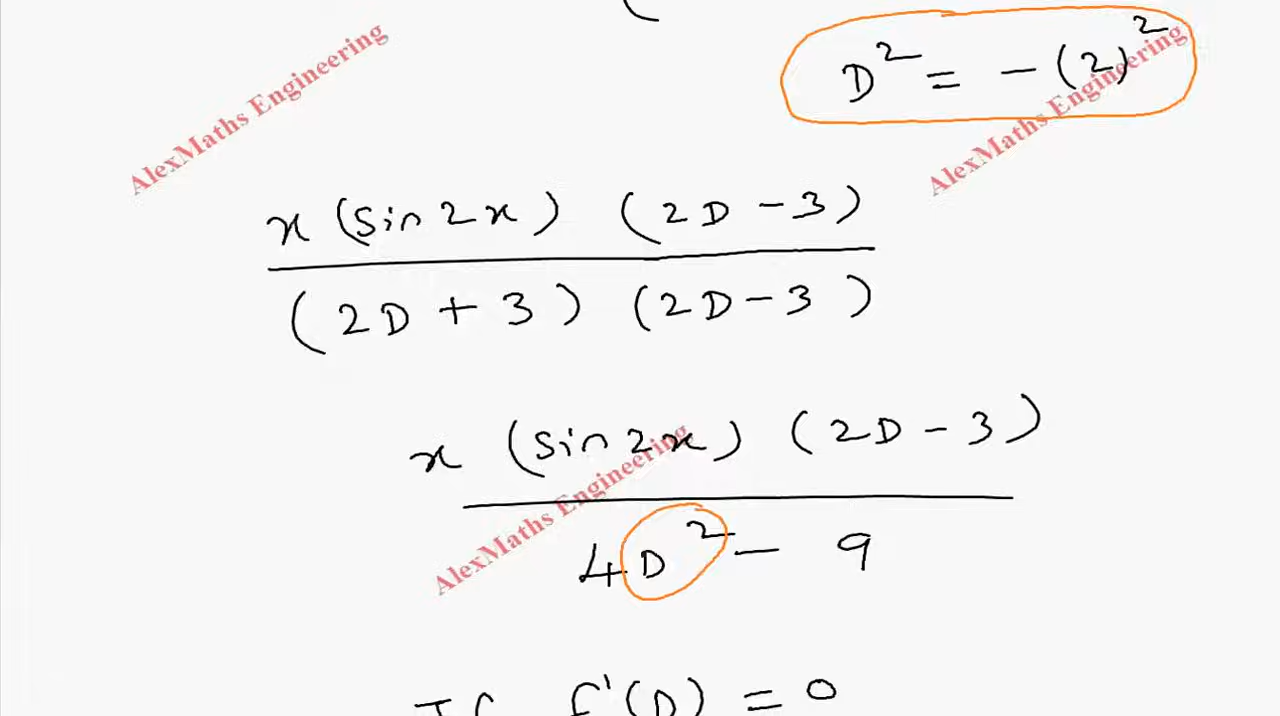 D² = - (2)²
AlexMaths Engineering
AlexMaths Engineering
x (sin 2x) (2D - 3)
(2D + 3) (2D - 3)
x (sin 2x) (2D - 3)
AlexMaths Engineering
4D² - 9
f'(D) = 0